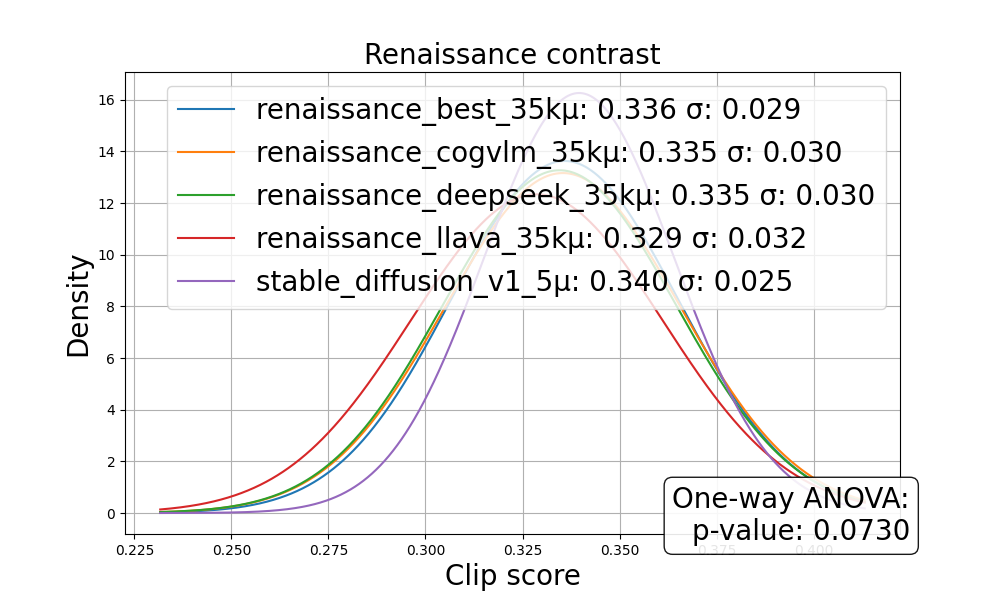 Renaissance contrast
16
14
12
10
8
6
4
2
0
Density
renaissance_best_35kμ: 0.336 σ: 0.029
renaissance_cogvlm_35kμ: 0.335 σ: 0.030
renaissance_deepseek_35kμ: 0.335 σ: 0.030
renaissance_llava_35kμ: 0.329 σ: 0.032
stable_diffusion_v1_5μ: 0.340 σ: 0.025
One-way ANOVA:
p-value: 0.0730
0.225 0.250 0.275 0.300 0.325 0.350 0.375 0.400
Clip score